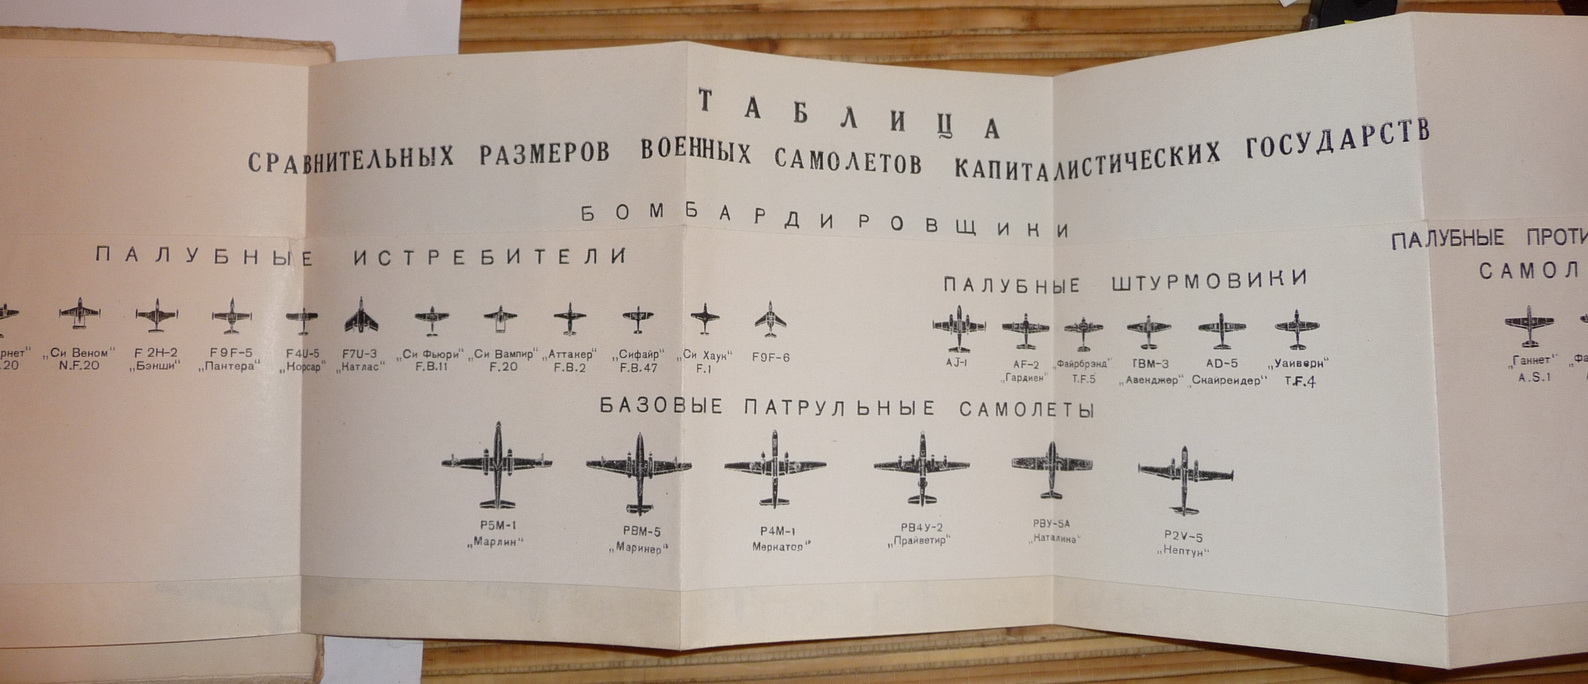 ТАБЛИЦА
СРАВНИТЕЛЬНЫХ РАЗМЕРОВ ВОЕННЫХ САМОЛЕТОВ КАПИТАЛИСТИЧЕСКИХ ГОСУДАРСТВ
БОМБАРДИРОВЩИКИ
ПАЛУБНЫЕ ИСТРЕБИТЕЛИ
„Си Веном“ F2H-2 F9F-5 F4U-5 F7U-3 „Си Фьюри“ „Си Вампир“ „Аттакер“ „Сифайр“ „Си Хаук“ F9F-6
.20 N.F.20 „Бэнши“ „Пантера“ „Норсар“ „Катлас“ F.B.11 F.20 F.B.2 F.B.47 F.1
ПАЛУБНЫЕ ШТУРМОВИКИ
AJ-1 AF-2 „Файрбрэнд“ TBM-3 AD-5 „Уайверн“
„Гардиен“ T.F.5 „Авенджер“ „Скайрейдер“ T.F.4
ПАЛУБНЫЕ ПРОТИ
САМОЛ
„Ганнет“
A.S.1
БАЗОВЫЕ ПАТРУЛЬНЫЕ САМОЛЕТЫ
P5M-1 PBM-5 P4M-1 PB4Y-2 PBY-5A P2V-5
„Марлин“ „Маринер“ Меркатор“ „Прайветир“ „Каталина“ „Нептун“